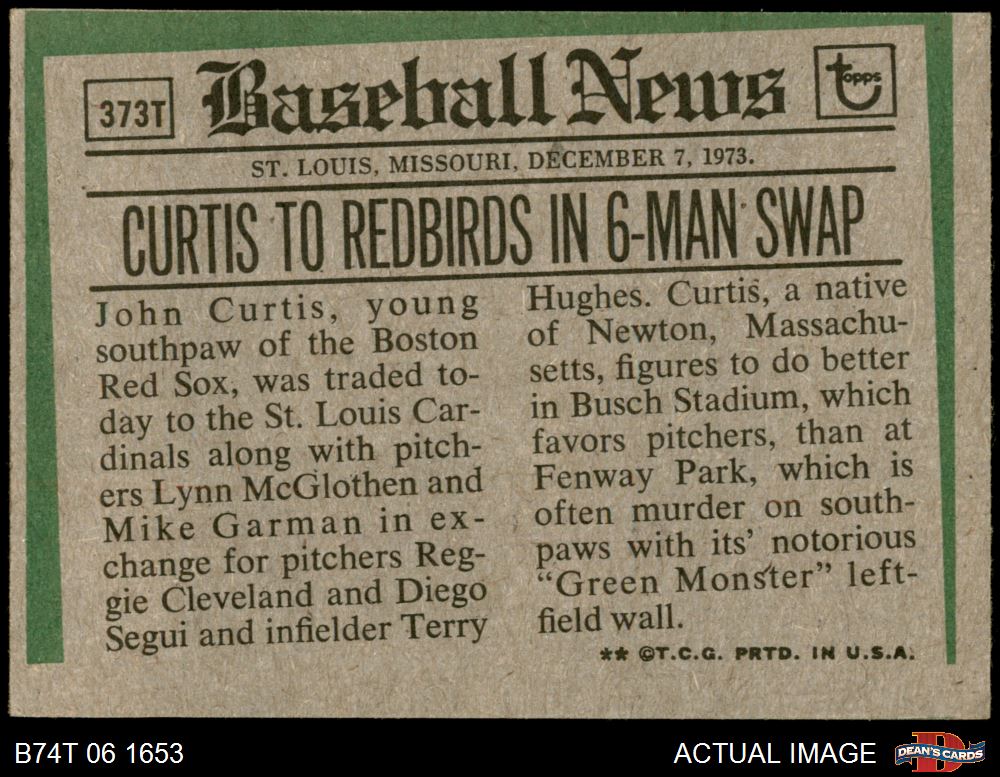 373T
Baseball News
topps
ST. LOUIS, MISSOURI, DECEMBER 7, 1973.
CURTIS TO REDBIRDS IN 6-MAN SWAP
John Curtis, young
southpaw of the Boston
Red Sox, was traded to-
day to the St. Louis Car-
dinals along with pitch-
ers Lynn McGlothen and
Mike Garman in ex-
change for pitchers Reg-
gie Cleveland and Diego
Segui and infielder Terry
Hughes. Curtis, a native
of Newton, Massachu-
setts, figures to do better
in Busch Stadium, which
favors pitchers, than at
Fenway Park, which is
often murder on south-
paws with its' notorious
“Green Monster” left-
field wall.
** ©T.C.G. PRTD. IN U.S.A.
B74T 06 1653
ACTUAL IMAGE
DEAN'S CARDS